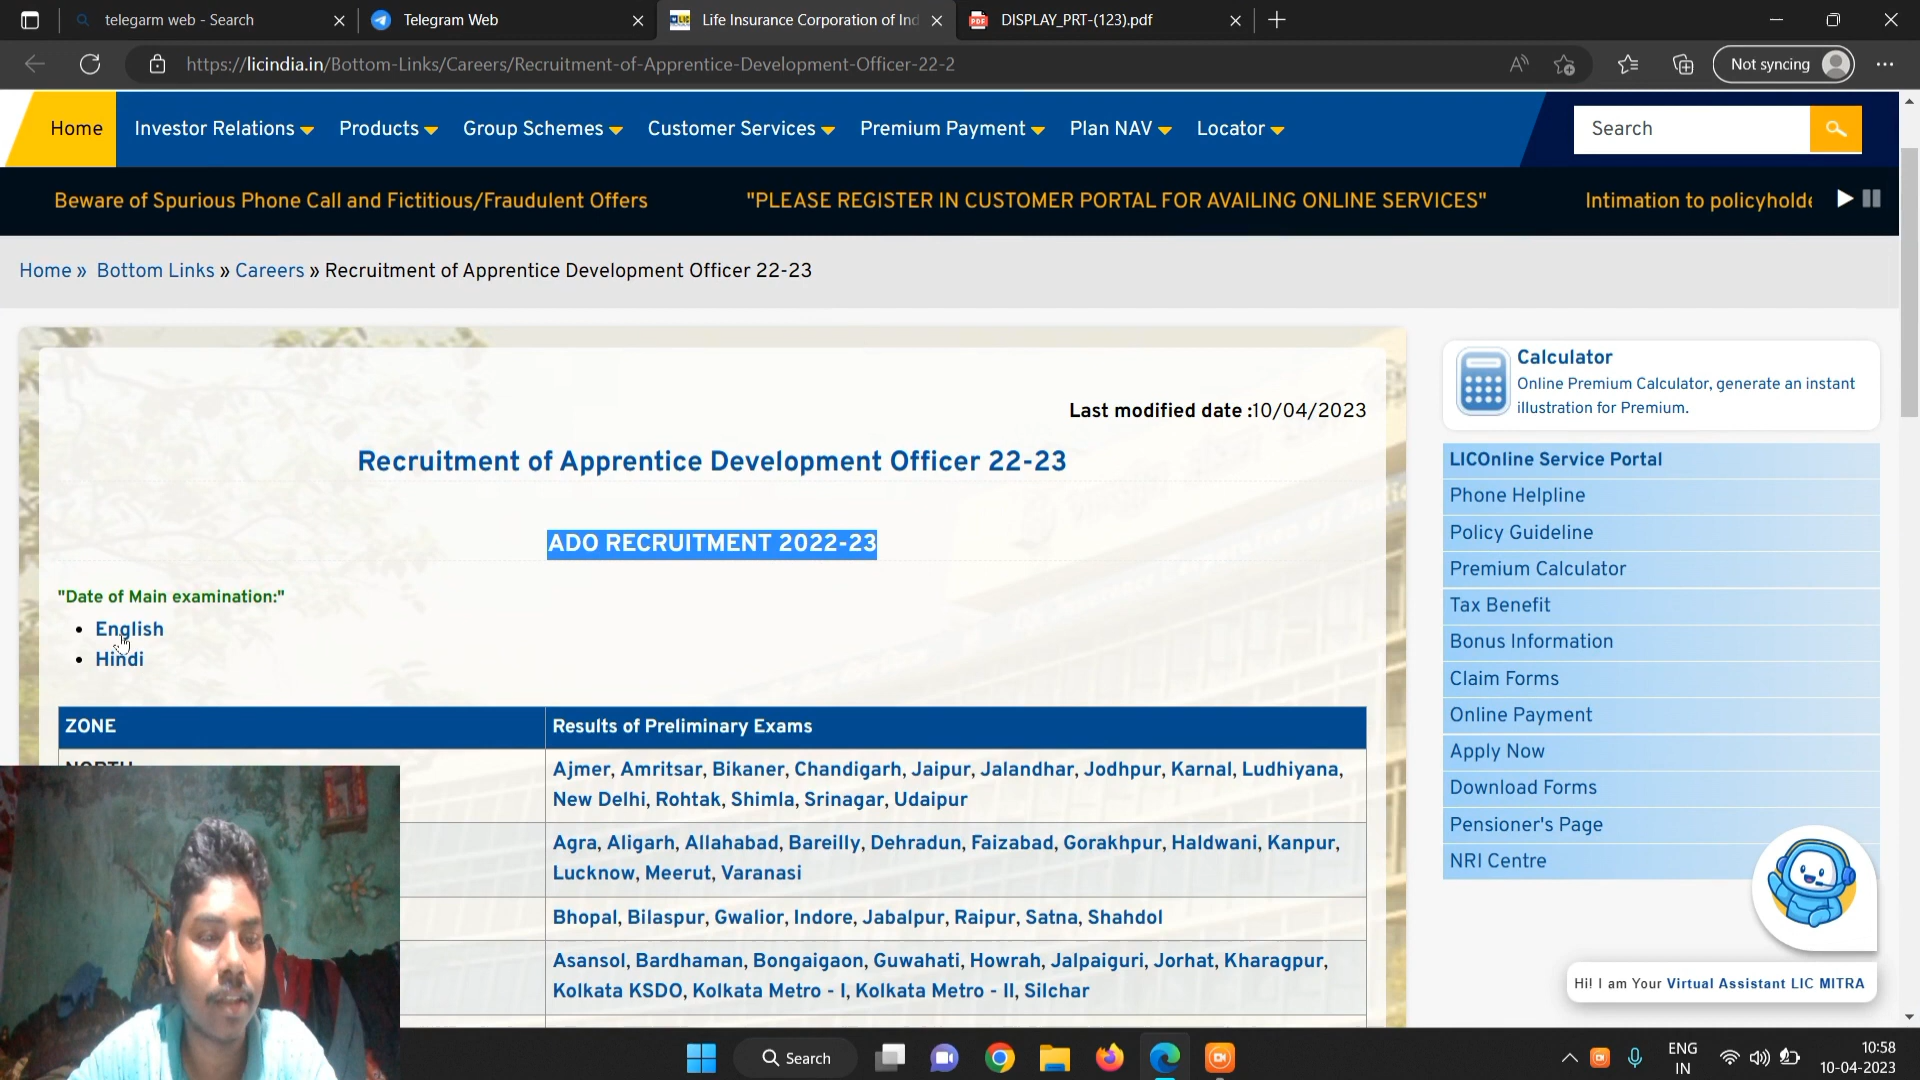 telegarm web - Search
Telegram Web
Life Insurance Corporation of Ind
DISPLAY_PRT-(123).pdf
https://licindia.in/Bottom-Links/Careers/Recruitment-of-Apprentice-Development-Officer-22-2
Not syncing
Home Investor Relations Products Group Schemes Customer Services Premium Payment Plan NAV Locator Search
Beware of Spurious Phone Call and Fictitious/Fraudulent Offers "PLEASE REGISTER IN CUSTOMER PORTAL FOR AVAILING ONLINE SERVICES" Intimation to policyholde
Home » Bottom Links » Careers » Recruitment of Apprentice Development Officer 22-23
Last modified date :10/04/2023
Recruitment of Apprentice Development Officer 22-23
ADO RECRUITMENT 2022-23
"Date of Main examination:"
• English
• Hindi
ZONE Results of Preliminary Exams
NORTH
Ajmer, Amritsar, Bikaner, Chandigarh, Jaipur, Jalandhar, Jodhpur, Karnal, Ludhiyana,
New Delhi, Rohtak, Shimla, Srinagar, Udaipur
Agra, Aligarh, Allahabad, Bareilly, Dehradun, Faizabad, Gorakhpur, Haldwani, Kanpur,
Lucknow, Meerut, Varanasi
Bhopal, Bilaspur, Gwalior, Indore, Jabalpur, Raipur, Satna, Shahdol
Asansol, Bardhaman, Bongaigaon, Guwahati, Howrah, Jalpaiguri, Jorhat, Kharagpur,
Kolkata KSDO, Kolkata Metro - I, Kolkata Metro - II, Silchar
Calculator
Online Premium Calculator, generate an instant
illustration for Premium.
LICOnline Service Portal
Phone Helpline
Policy Guideline
Premium Calculator
Tax Benefit
Bonus Information
Claim Forms
Online Payment
Apply Now
Download Forms
Pensioner's Page
NRI Centre
Hi! I am Your Virtual Assistant LIC MITRA
Search
ENG
IN
10:58
10-04-2023